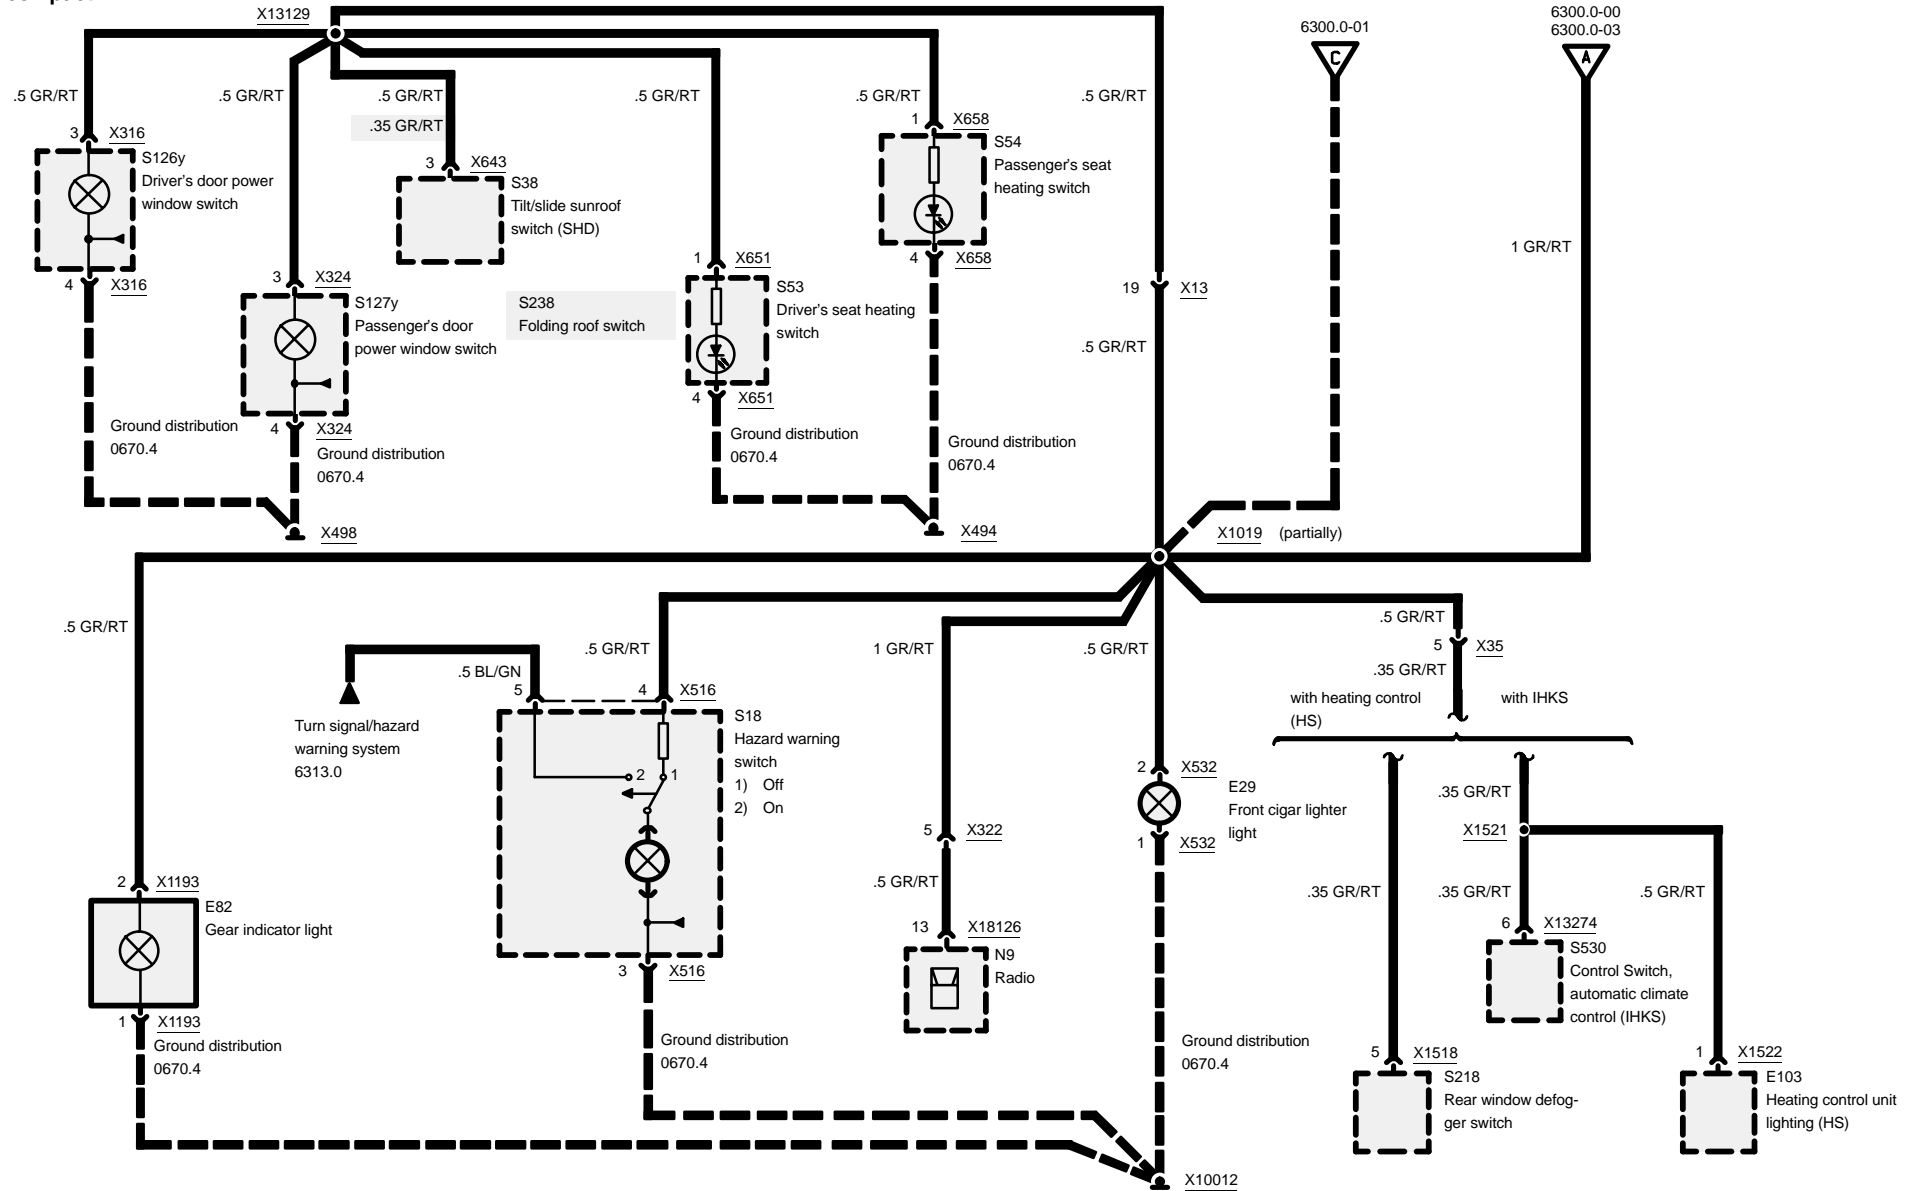 X13129
6300.0-01
6300.0-00
6300.0-03
C
A
.5 GR/RT
.5 GR/RT
.5 GR/RT
.35 GR/RT
.5 GR/RT
.5 GR/RT
.5 GR/RT
3 X316
S126y
Driver's door power
window switch
4 X316
3 X643
S38
Tilt/slide sunroof
switch (SHD)
1 X658
S54
Passenger's seat
heating switch
4 X658
1 GR/RT
3 X324
S127y
Passenger's door
power window switch
4 X324
S238
Folding roof switch
1 X651
S53
Driver's seat heating
switch
4 X651
19 X13
.5 GR/RT
Ground distribution
0670.4
Ground distribution
0670.4
Ground distribution
0670.4
Ground distribution
0670.4
X498
X494
X1019 (partially)
.5 GR/RT
.5 BL/GN
.5 GR/RT
1 GR/RT
.5 GR/RT
.5 GR/RT
5 X35
.35 GR/RT
with heating control
(HS)
with IHKS
Turn signal/hazard
warning system
6313.0
5 4 X516
S18
Hazard warning
switch
1) Off
2) On
2 1
3 X516
2 X532
E29
Front cigar lighter
light
1 X532
.35 GR/RT
X1521
5 X322
.5 GR/RT
13 X18126
N9
Radio
.35 GR/RT
.35 GR/RT
.5 GR/RT
2 X1193
E82
Gear indicator light
1 X1193
Ground distribution
0670.4
Ground distribution
0670.4
Ground distribution
0670.4
6 X13274
S530
Control Switch,
automatic climate
control (IHKS)
5 X1518
S218
Rear window defog-
ger switch
1 X1522
E103
Heating control unit
lighting (HS)
X10012